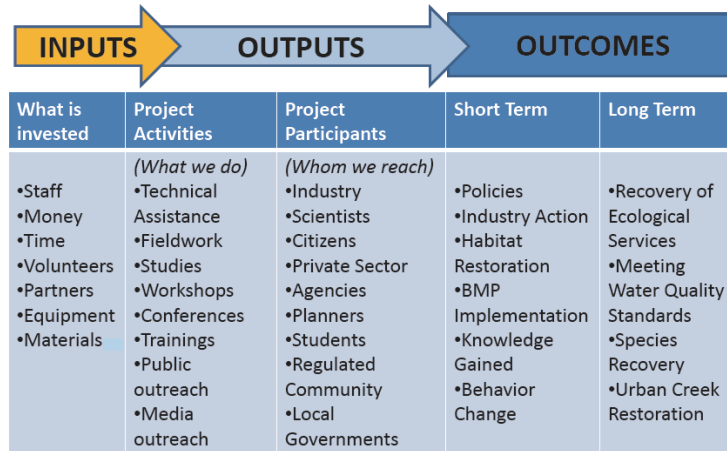 INPUTS
OUTPUTS
OUTCOMES
What is
invested
Project
Activities
Project
Participants
Short Term
Long Term
•Staff
•Money
•Time
•Volunteers
•Partners
•Equipment
•Materials
(What we do)
•Technical
Assistance
•Fieldwork
•Studies
•Workshops
•Conferences
•Trainings
•Public
outreach
•Media
outreach
(Whom we reach)
•Industry
•Scientists
•Citizens
•Private Sector
•Agencies
•Planners
•Students
•Regulated
Community
•Local
Governments
•Policies
•Industry Action
•Habitat
Restoration
•BMP
Implementation
•Knowledge
Gained
•Behavior
Change
•Recovery of
Ecological
Services
•Meeting
Water Quality
Standards
•Species
Recovery
•Urban Creek
Restoration